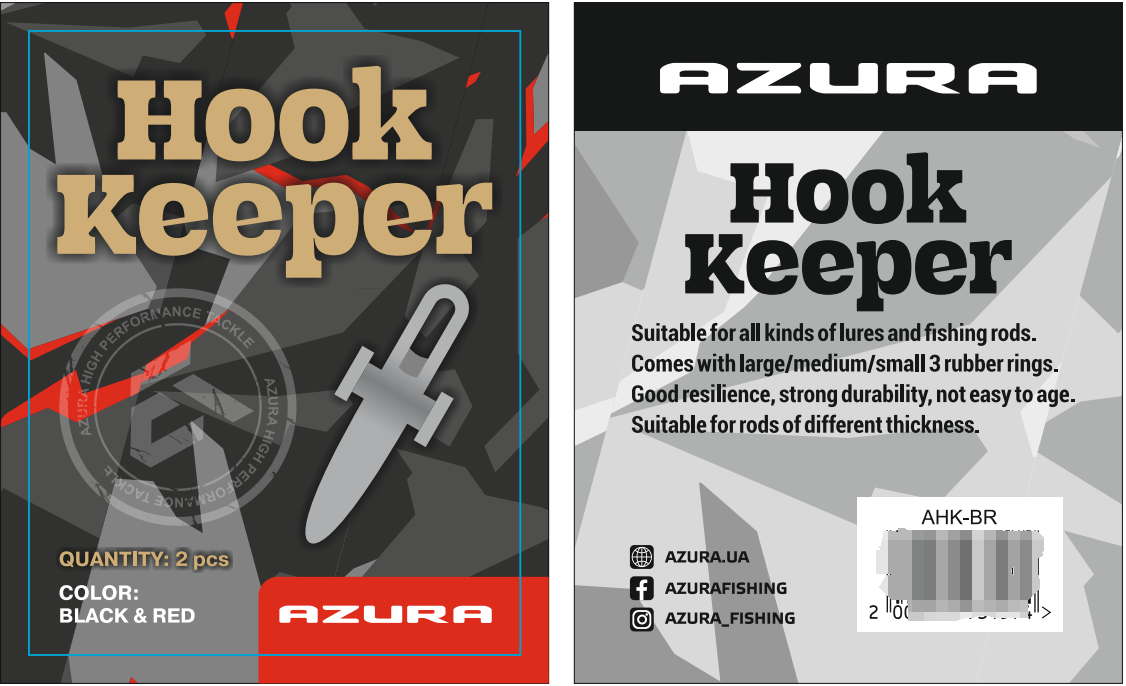 Hook
Keeper
AZURA HIGH PERFORMANCE TACKLE
AZURA HIGH PERFORMANCE TACKLE
QUANTITY: 2 pcs
COLOR:
BLACK & RED
AZURA
AZURA
Hook
Keeper
Suitable for all kinds of lures and fishing rods.
Comes with large/medium/small 3 rubber rings.
Good resilience, strong durability, not easy to age.
Suitable for rods of different thickness.
AZURA.UA
AZURAFISHING
AZURA_FISHING
AHK-BR